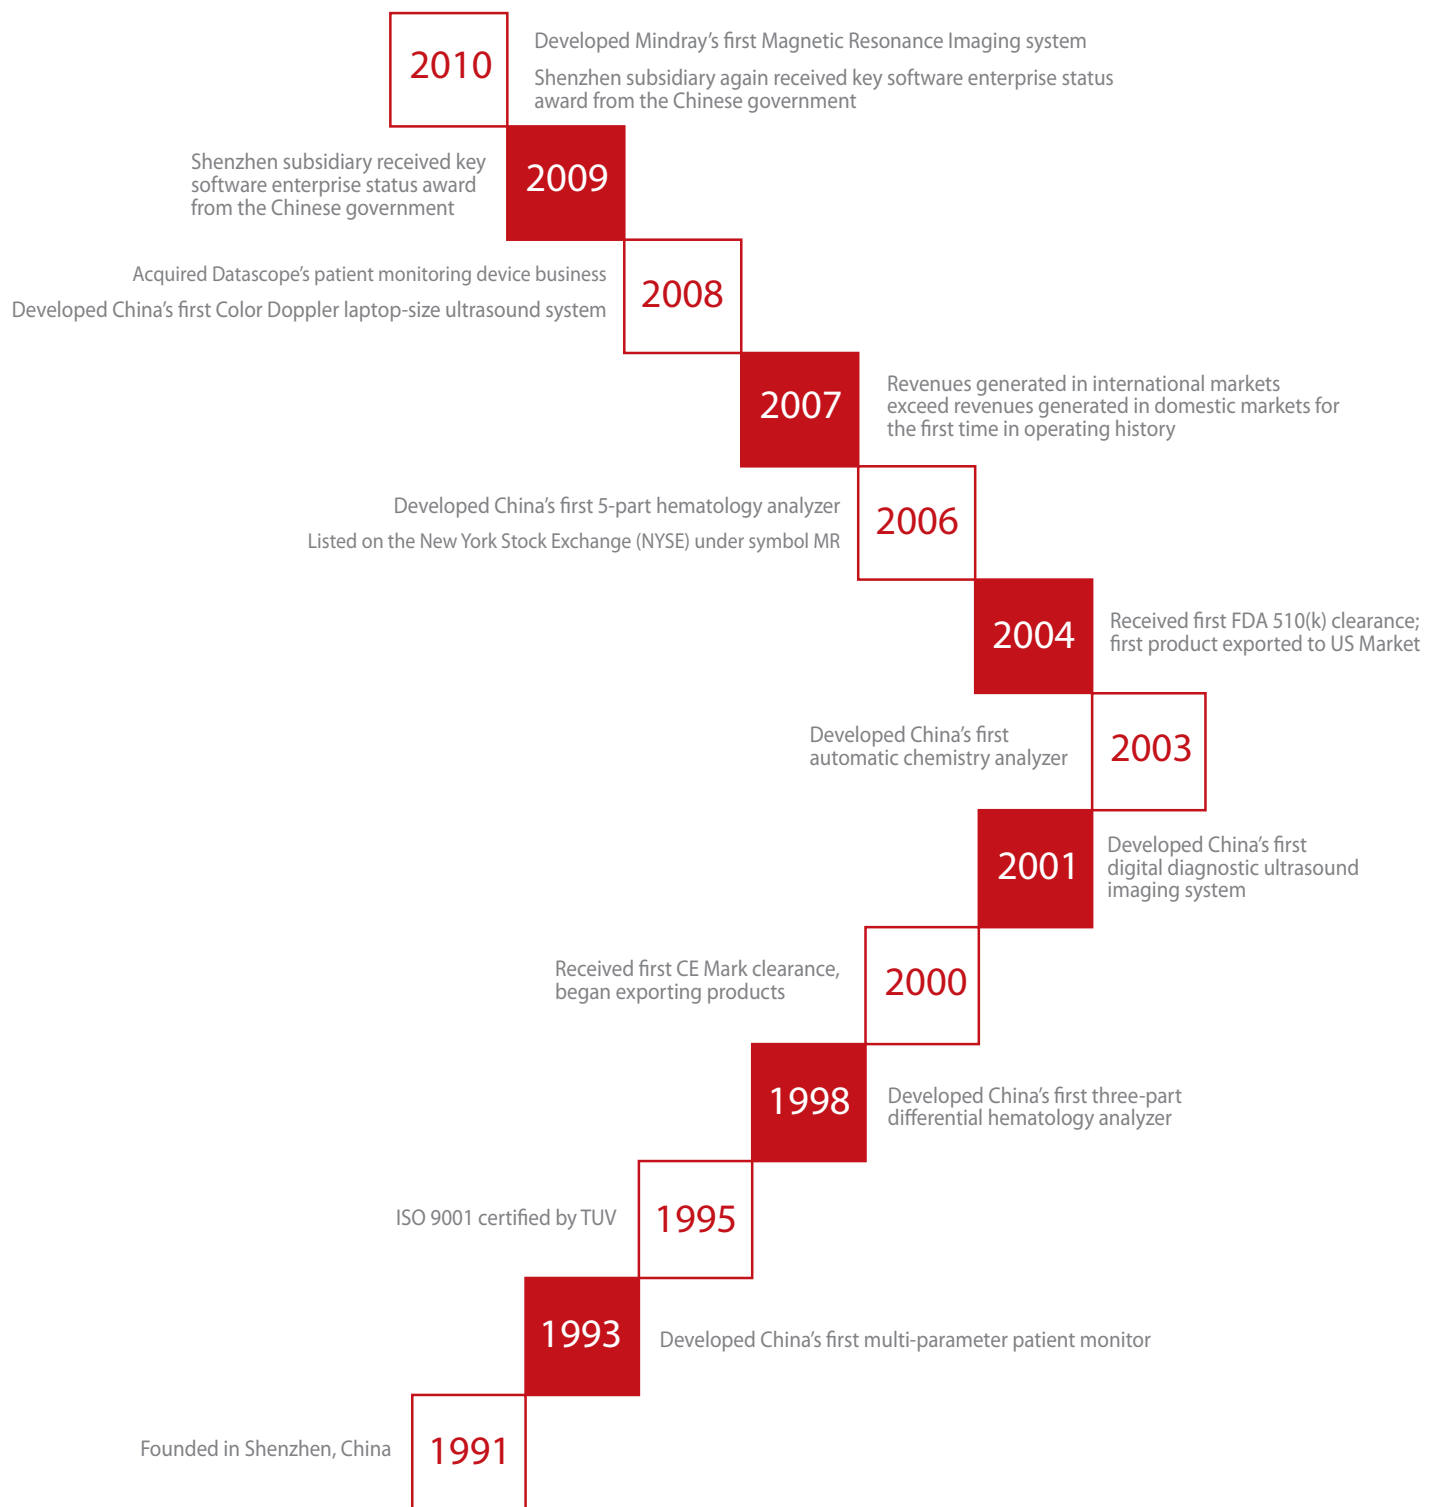 2010
Developed Mindray’s first Magnetic Resonance Imaging system
Shenzhen subsidiary again received key software enterprise status
award from the Chinese government
2009
Shenzhen subsidiary received key
software enterprise status award
from the Chinese government
2008
Acquired Datascope’s patient monitoring device business
Developed China’s first Color Doppler laptop-size ultrasound system
2007
Revenues generated in international markets
exceed revenues generated in domestic markets for
the first time in operating history
2006
Developed China’s first 5-part hematology analyzer
Listed on the New York Stock Exchange (NYSE) under symbol MR
2004
Received first FDA 510(k) clearance;
first product exported to US Market
2003
Developed China’s first
automatic chemistry analyzer
2001
Developed China’s first
digital diagnostic ultrasound
imaging system
2000
Received first CE Mark clearance,
began exporting products
1998
Developed China’s first three-part
differential hematology analyzer
1995
ISO 9001 certified by TUV
1993
Developed China’s first multi-parameter patient monitor
1991
Founded in Shenzhen, China